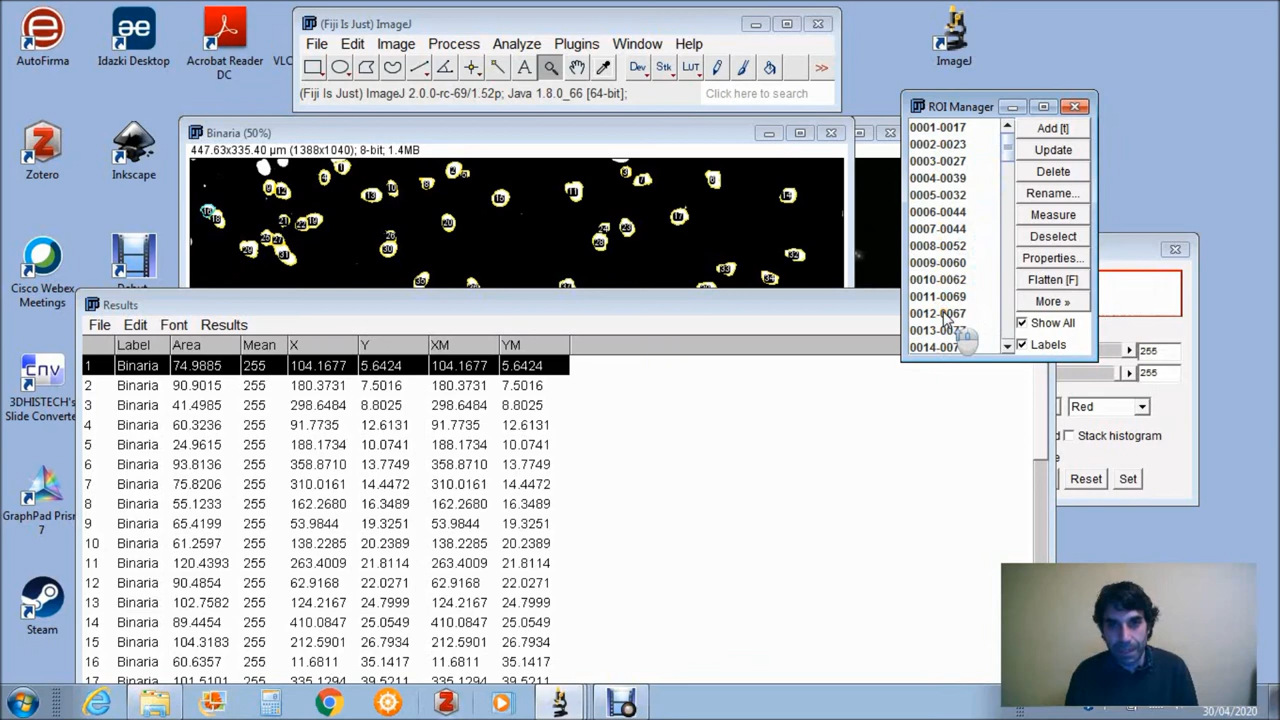 AutoFirma
Idazki Desktop
Acrobat Reader
DC
Zotero
Inkscape
Cisco Webex
Meetings
3DHISTECH's
Slide Converte
GraphPad Prism
7
Steam
ImageJ
(Fiji Is Just) ImageJ
File Edit Image Process Analyze Plugins Window Help
A Dev Stk LUT >>
(Fiji Is Just) ImageJ 2.0.0-rc-69/1.52p; Java 1.8.0_66 [64-bit];
Click here to search
Binaria (50%)
447.63x335.40 µm (1388x1040); 8-bit; 1.4MB
ROI Manager
0001-0017
0002-0023
0003-0027
0004-0039
0005-0032
0006-0044
0007-0044
0008-0052
0009-0060
0010-0062
0011-0069
0012-0067
Add [t]
Update
Delete
Rename...
Measure
Deselect
Properties...
Flatten [F]
More »
Show All
Labels
255
255
Red
Stack histogram
Reset Set
Results
File Edit Font Results
Label Area Mean X Y XM YM
1 Binaria 74.9885 255 104.1677 5.6424 104.1677 5.6424
2 Binaria 90.9015 255 180.3731 7.5016 180.3731 7.5016
3 Binaria 41.4985 255 298.6484 8.8025 298.6484 8.8025
4 Binaria 60.3236 255 91.7735 12.6131 91.7735 12.6131
5 Binaria 24.9615 255 188.1734 10.0741 188.1734 10.0741
6 Binaria 93.8136 255 358.8710 13.7749 358.8710 13.7749
7 Binaria 75.8206 255 310.0161 14.4472 310.0161 14.4472
8 Binaria 55.1233 255 162.2680 16.3489 162.2680 16.3489
9 Binaria 65.4199 255 53.9844 19.3251 53.9844 19.3251
10 Binaria 61.2597 255 138.2285 20.2389 138.2285 20.2389
11 Binaria 120.4393 255 263.4009 21.8114 263.4009 21.8114
12 Binaria 90.4854 255 62.9168 22.0271 62.9168 22.0271
13 Binaria 102.7582 255 124.2167 24.7999 124.2167 24.7999
14 Binaria 89.4454 255 410.0847 25.0549 410.0847 25.0549
15 Binaria 104.3183 255 212.5901 26.7934 212.5901 26.7934
16 Binaria 60.6357 255 11.6811 35.1417 11.6811 35.1417
30/04/2020